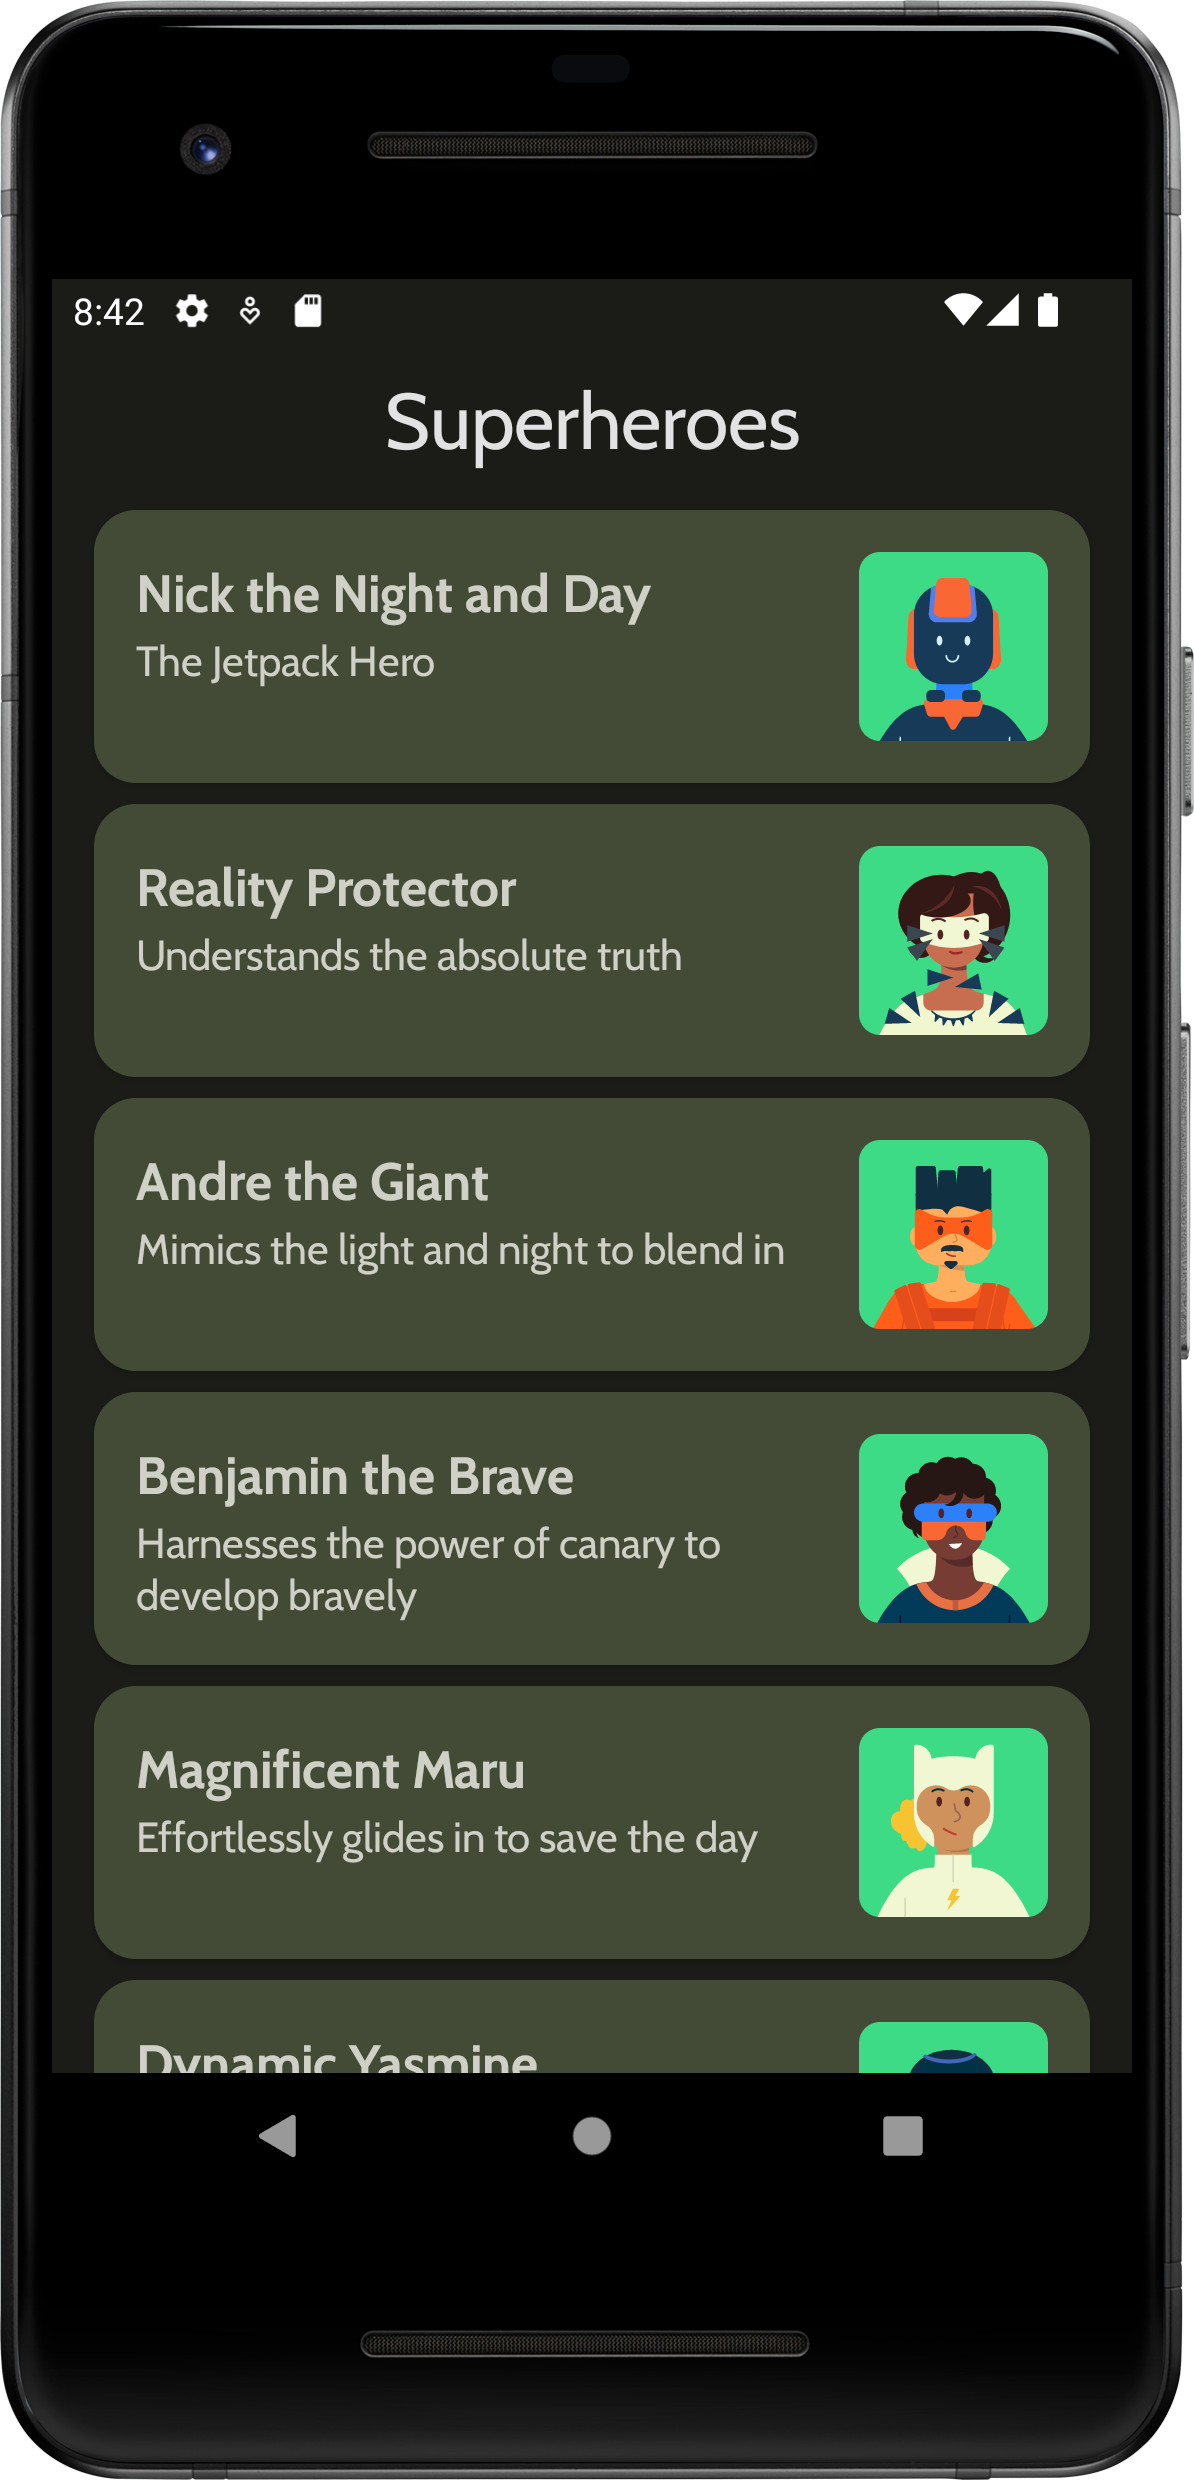 8:42
Superheroes
Nick the Night and Day
The Jetpack Hero
Reality Protector
Understands the absolute truth
Andre the Giant
Mimics the light and night to blend in
Benjamin the Brave
Harnesses the power of canary to
develop bravely
Magnificent Maru
Effortlessly glides in to save the day
Dynamic Yasmine